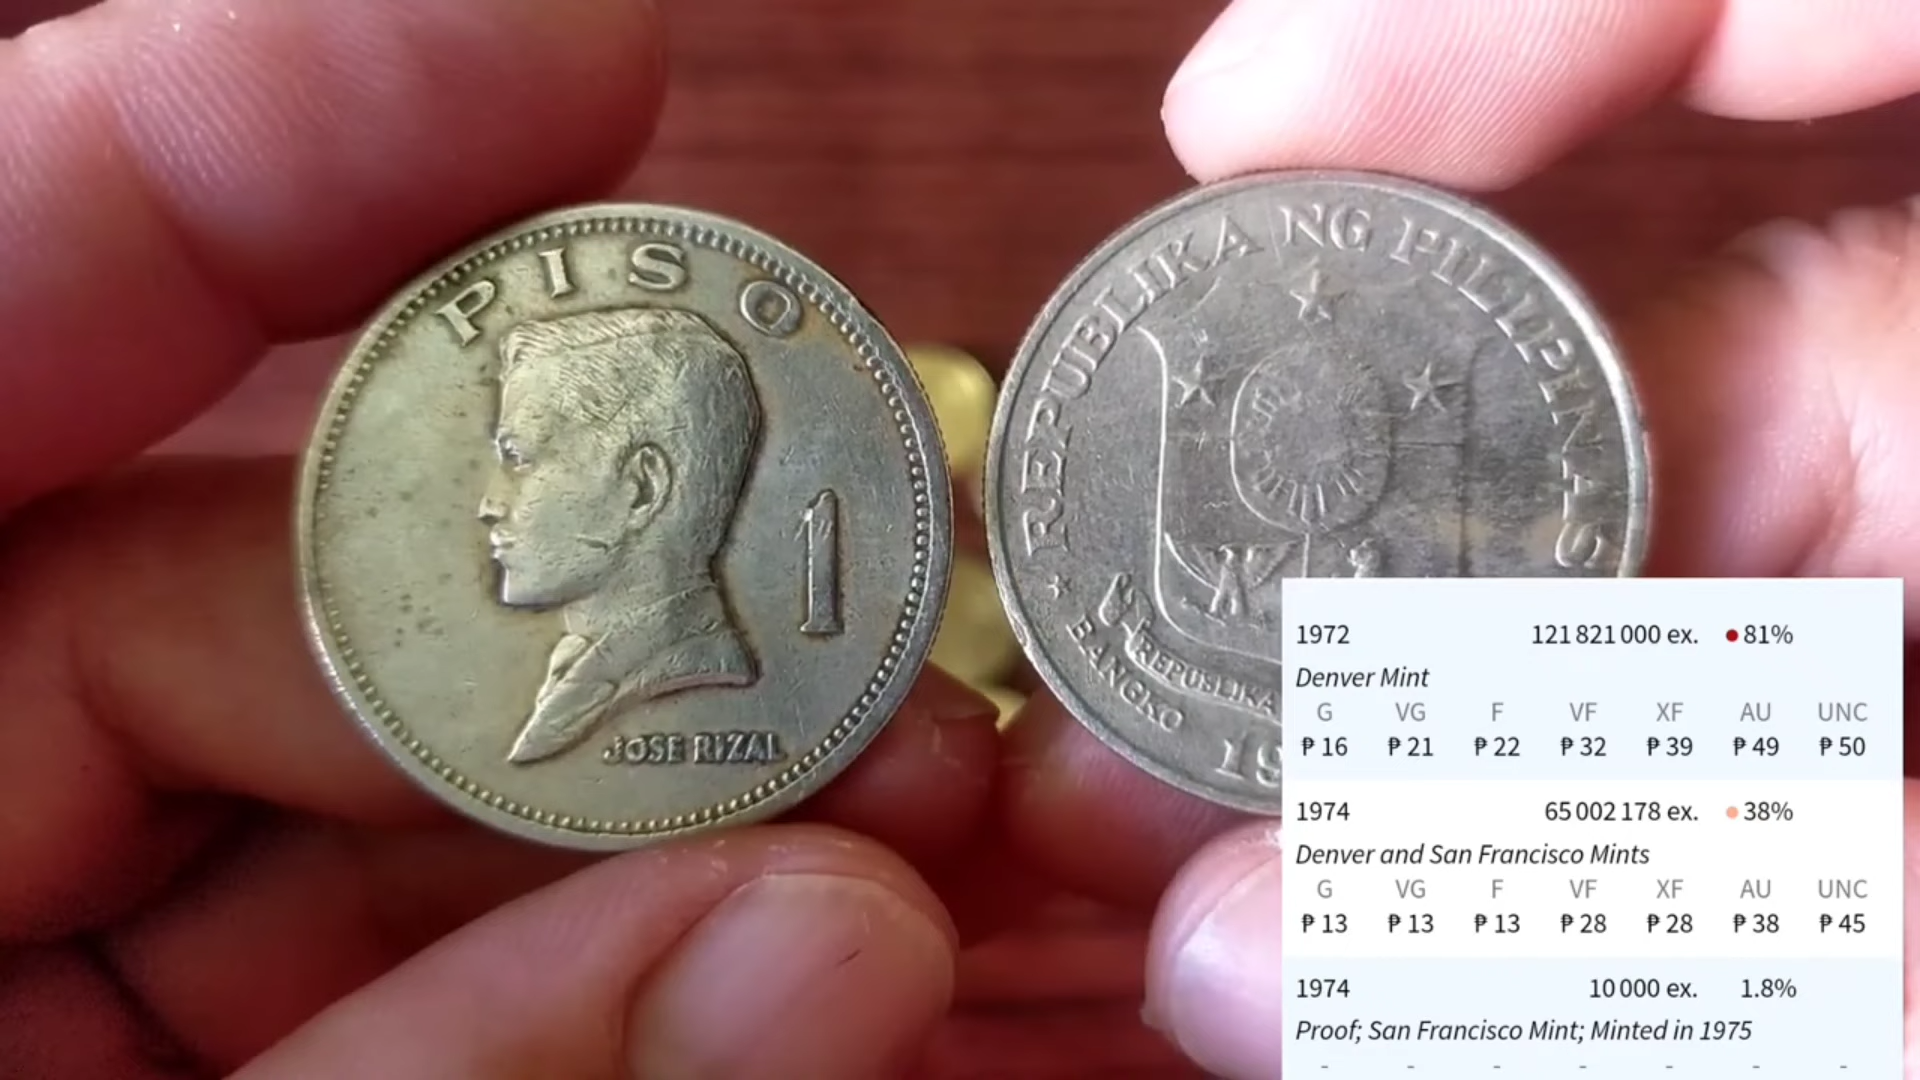 PISO
1
JOSE RIZAL
REPUBLIKA NG PILIPINAS
REPUBLIKA
BANGKO
19
1972 121 821 000 ex. 81%
Denver Mint
G VG F VF XF AU UNC
₱ 16 ₱ 21 ₱ 22 ₱ 32 ₱ 39 ₱ 49 ₱ 50
1974 65 002 178 ex. 38%
Denver and San Francisco Mints
G VG F VF XF AU UNC
₱ 13 ₱ 13 ₱ 13 ₱ 28 ₱ 28 ₱ 38 ₱ 45
1974 10 000 ex. 1.8%
Proof; San Francisco Mint; Minted in 1975
- - - - - - -